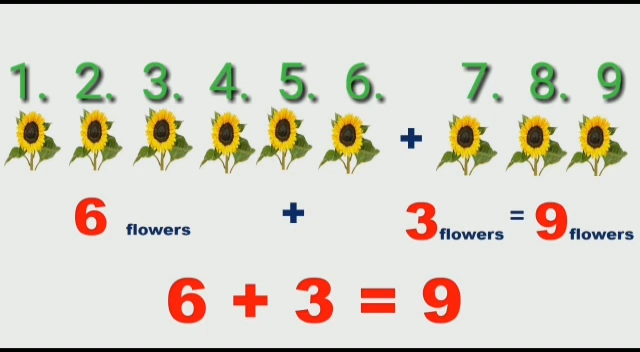 1. 2. 3. 4. 5. 6. 7. 8. 9
+
6 flowers + 3 flowers = 9 flowers
6 + 3 = 9